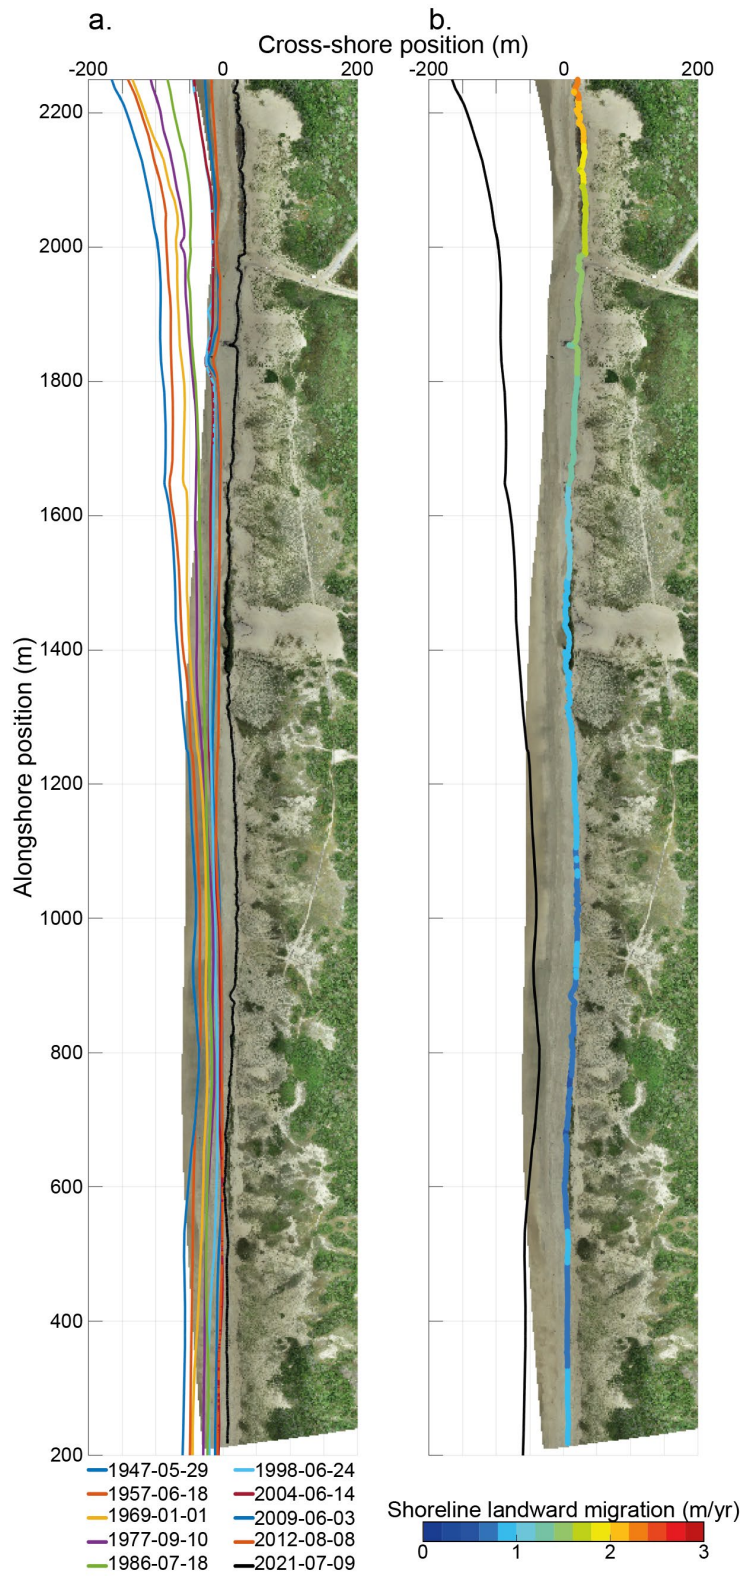 a.
b.
Cross-shore position (m)
-200 0 200
-200 0 200
2200
2000
1800
1600
1400
1200
1000
800
600
400
200
Alongshore position (m)
1947-05-29
1957-06-18
1969-01-01
1977-09-10
1986-07-18
1998-06-24
2004-06-14
2009-06-03
2012-08-08
2021-07-09
Shoreline landward migration (m/yr)
0 1 2 3